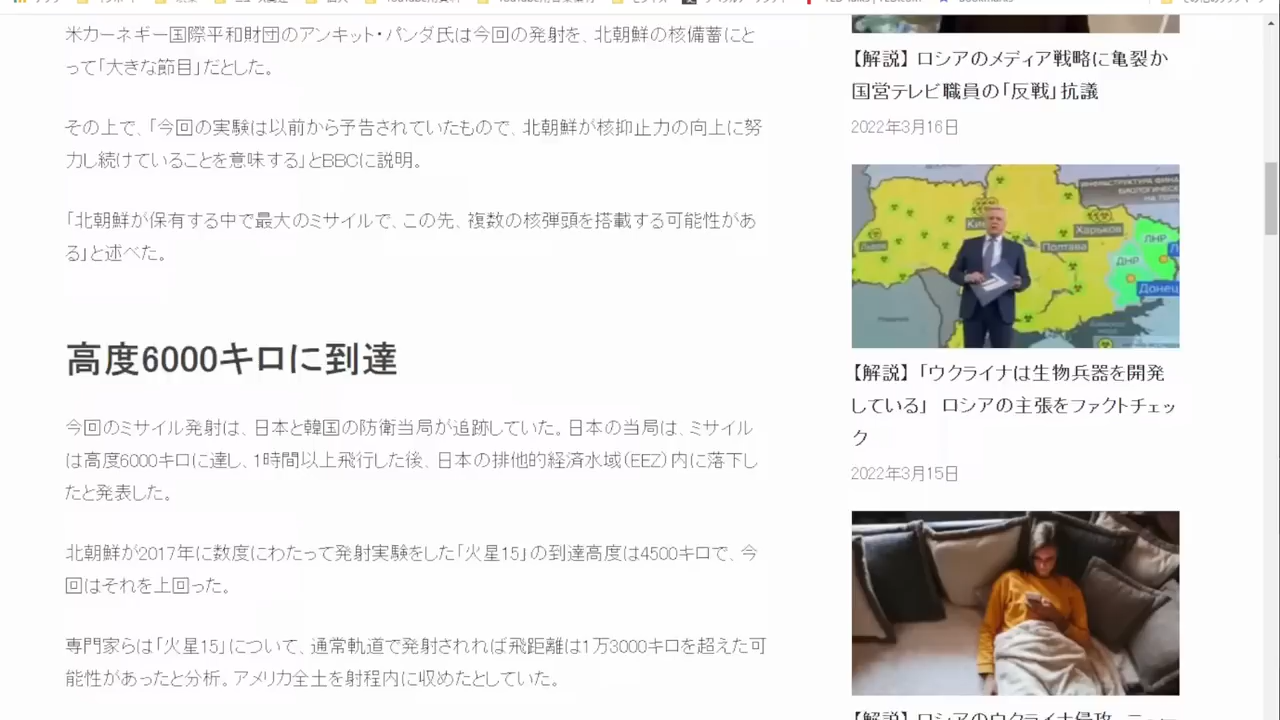 米カーネギー国際平和財団のアンキット・パンダ氏は今回の発射を、北朝鮮の核備蓄にと
って「大きな節目」だとした。
その上で、「今回の実験は以前から予告されていたもので、北朝鮮が核抑止力の向上に努
力し続けていることを意味する」とBBCに説明。
「北朝鮮が保有する中で最大のミサイルで、この先、複数の核弾頭を搭載する可能性があ
る」と述べた。
高度6000キロに到達
今回のミサイル発射は、日本と韓国の防衛当局が追跡していた。日本の当局は、ミサイル
は高度6000キロに達し、1時間以上飛行した後、日本の排他的経済水域（EEZ）内に落下し
たと発表した。
北朝鮮が2017年に数度にわたって発射実験をした「火星15」の到達高度は4500キロで、今
回はそれを上回った。
専門家らは「火星15」について、通常軌道で発射されれば飛距離は1万3000キロを超えた可
能性があったと分析。アメリカ全土を射程内に収めたとしていた。
【解説】 ロシアのメディア戦略に亀裂か
国営テレビ職員の「反戦」抗議
2022年3月16日
Харьков
Полтава
ЛНР
ДНР
Донец
【解説】 「ウクライナは生物兵器を開発
している」 ロシアの主張をファクトチェッ
ク
2022年3月15日